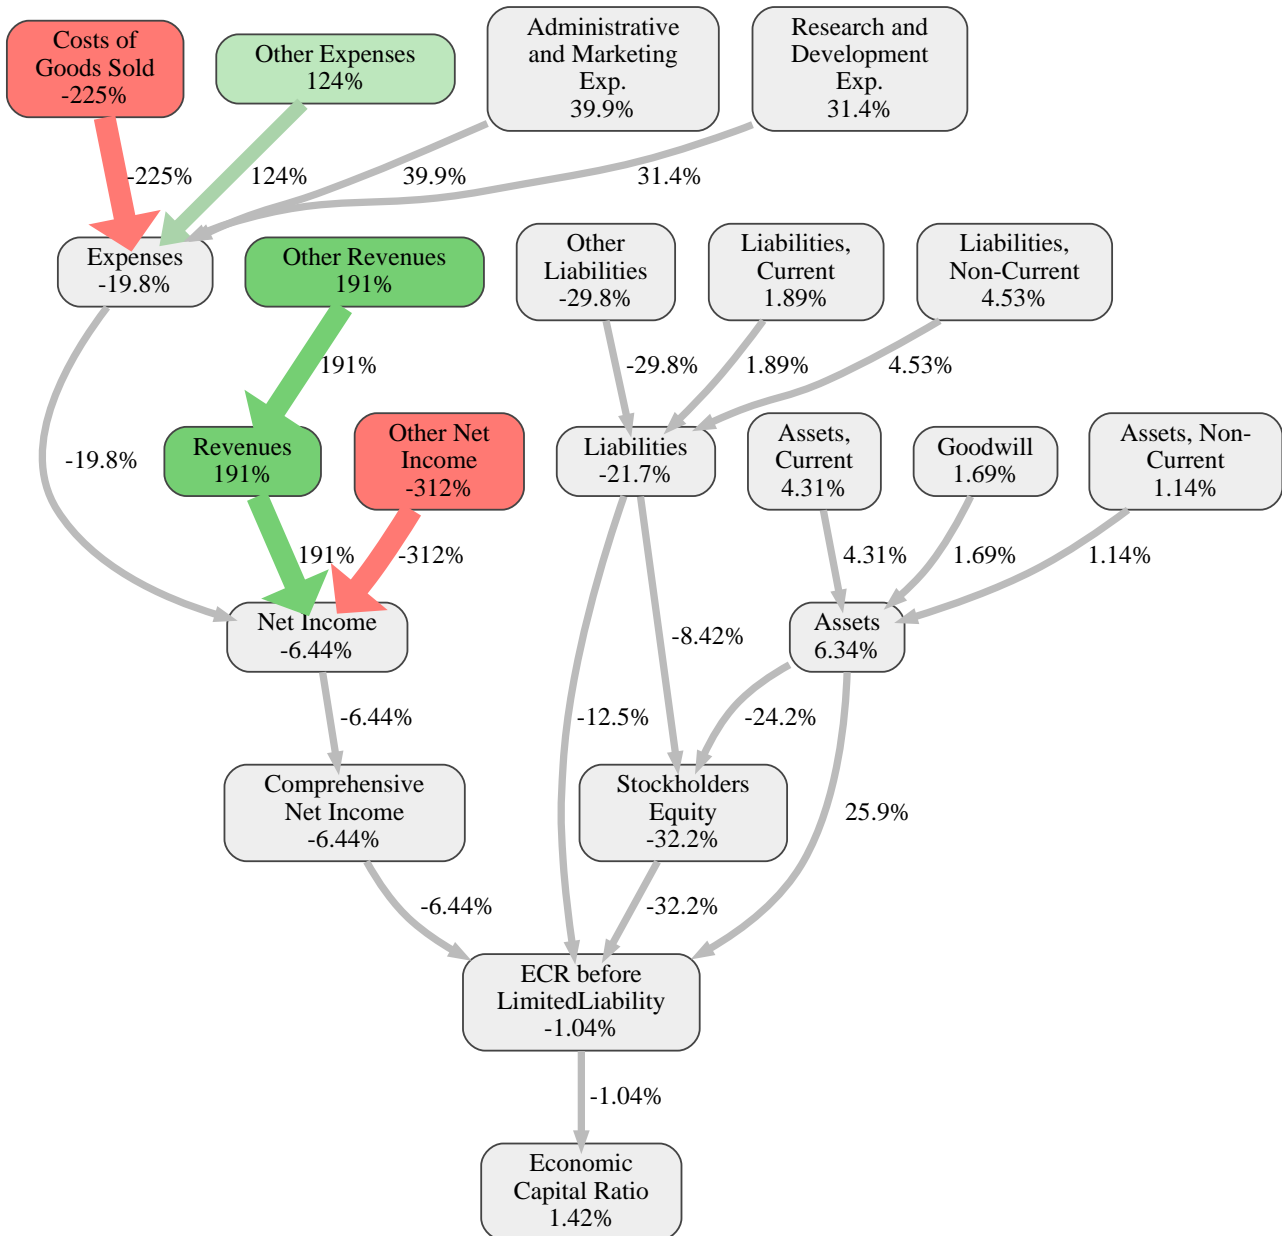 Costs of
Goods Sold
-225%
Other Expenses
124%
Administrative
and Marketing
Exp.
39.9%
Research and
Development
Exp.
31.4%
-225%
124%
39.9%
31.4%
Expenses
-19.8%
Other Revenues
191%
Other
Liabilities
-29.8%
Liabilities,
Current
1.89%
Liabilities,
Non-Current
4.53%
191%
-29.8%
1.89%
4.53%
-19.8%
Revenues
191%
Other Net
Income
-312%
Liabilities
-21.7%
Assets,
Current
4.31%
Goodwill
1.69%
Assets, Non-
Current
1.14%
191%
-312%
4.31%
1.69%
1.14%
Net Income
-6.44%
-8.42%
Assets
6.34%
-6.44%
-12.5%
-24.2%
Comprehensive
Net Income
-6.44%
Stockholders
Equity
-32.2%
25.9%
-6.44%
-32.2%
ECR before
LimitedLiability
-1.04%
-1.04%
Economic
Capital Ratio
1.42%